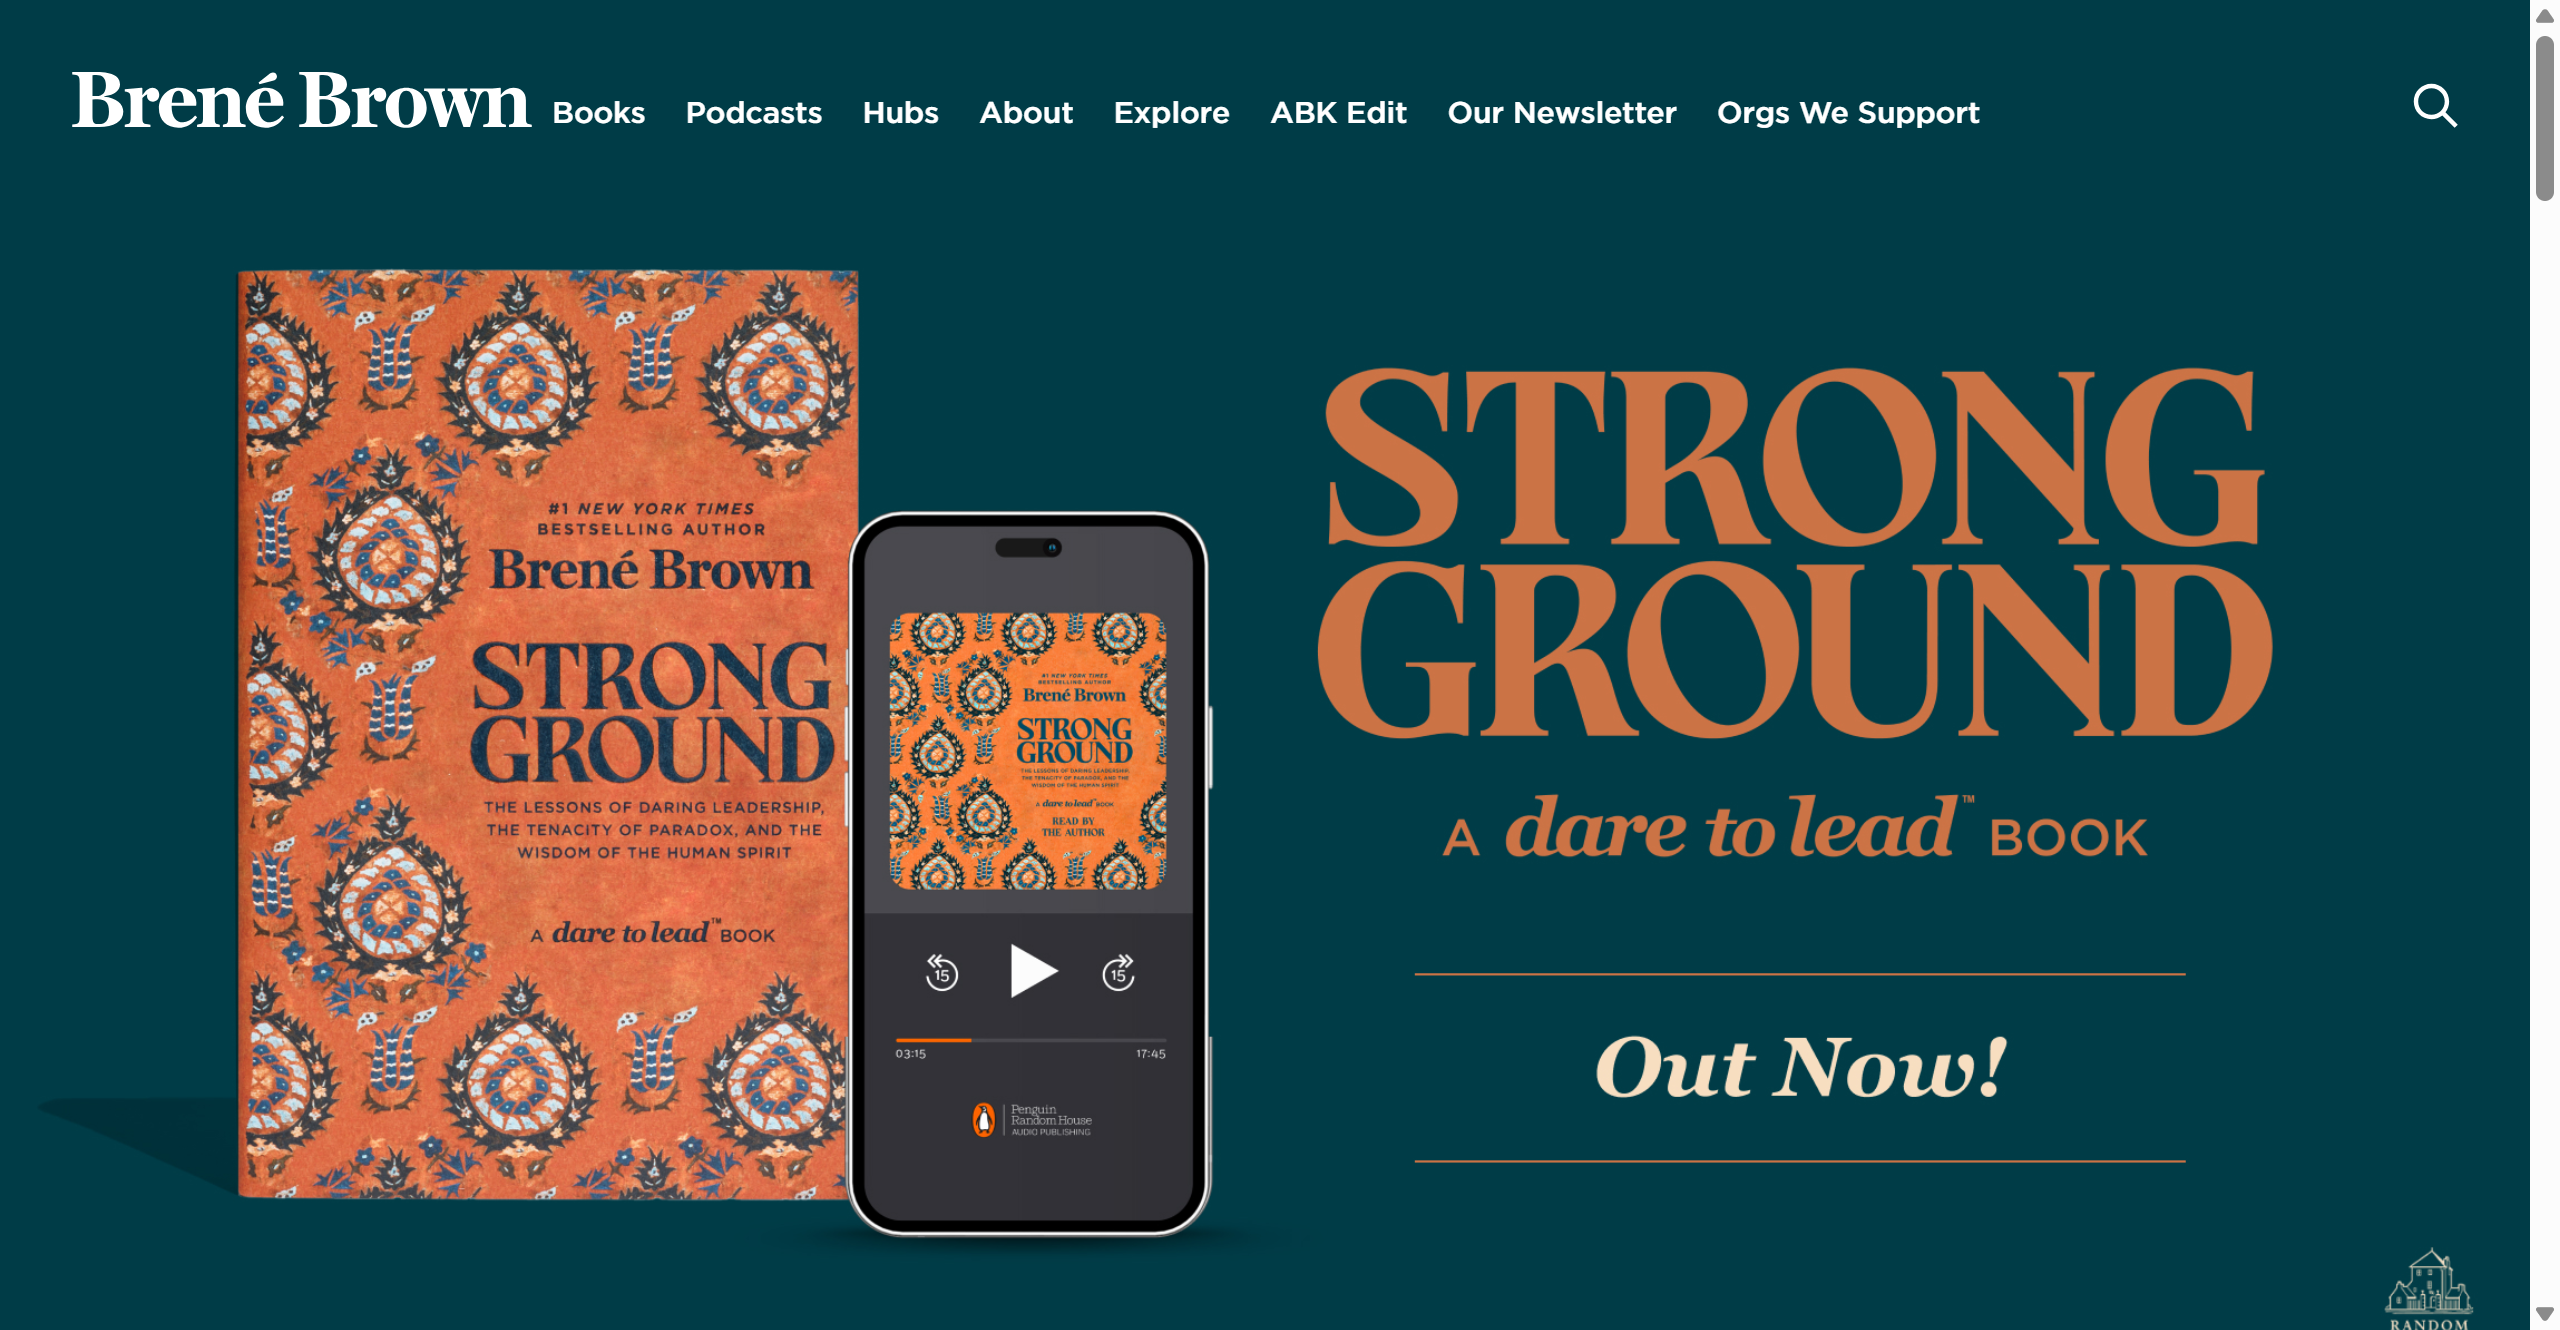 Brené Brown
Books Podcasts Hubs About Explore ABK Edit Our Newsletter Orgs We Support
#1 NEW YORK TIMES
BESTSELLING AUTHOR
Brené Brown
STRONG
GROUND
THE LESSONS OF DARING LEADERSHIP,
THE TENACITY OF PARADOX, AND THE
WISDOM OF THE HUMAN SPIRIT
A dare to lead™ BOOK
#1 NEW YORK TIMES
BESTSELLING AUTHOR
Brené Brown
STRONG
GROUND
THE LESSONS OF DARING LEADERSHIP,
THE TENACITY OF PARADOX, AND THE
WISDOM OF THE HUMAN SPIRIT
A dare to lead™ BOOK
READ BY
THE AUTHOR
15 15
03:15 17:45
Penguin
Random House
AUDIO PUBLISHING
STRONG
GROUND
A dare to lead™ BOOK
Out Now!
RANDOM